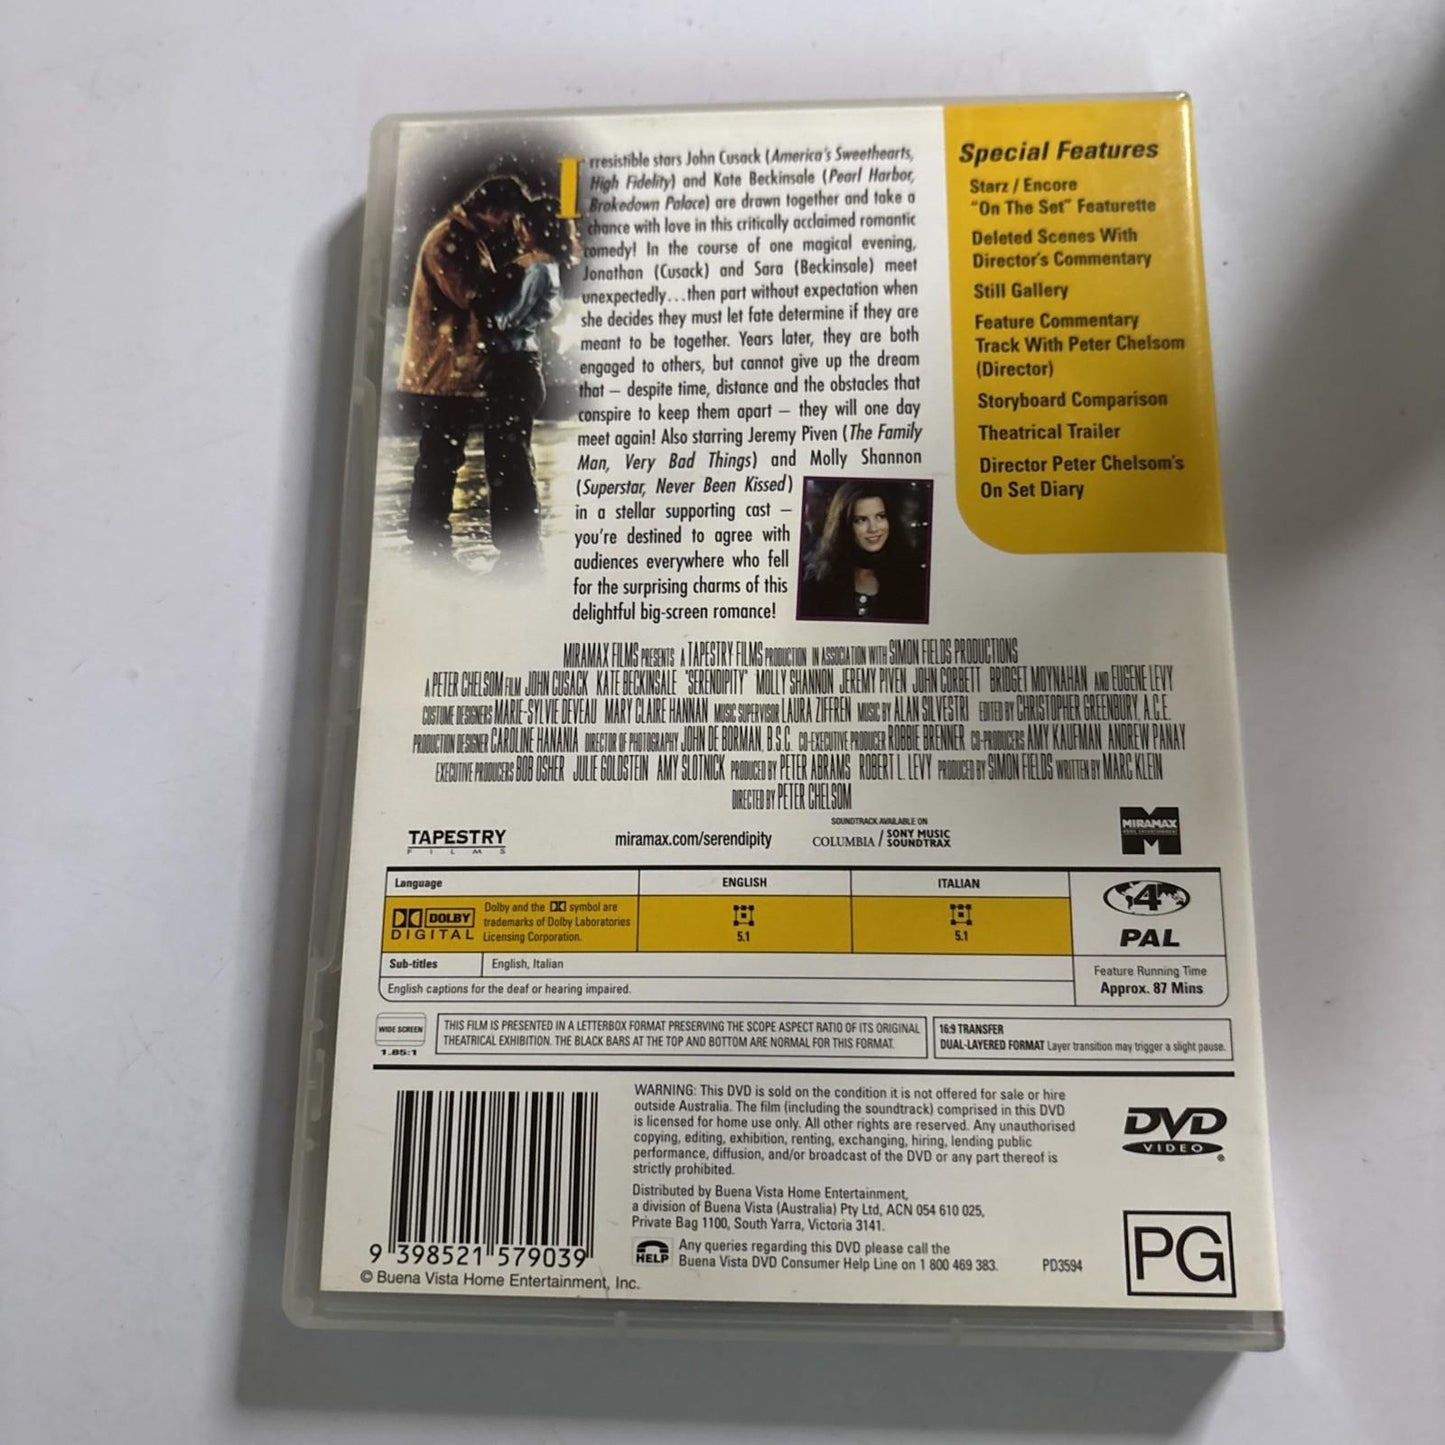 Irresistible stars John Cusack (America's Sweethearts,
High Fidelity) and Kate Beckinsale (Pearl Harbor,
Brokedown Palace) are drawn together and take a
chance with love in this critically acclaimed romantic
comedy! In the course of one magical evening,
Jonathan (Cusack) and Sara (Beckinsale) meet
unexpectedly...then part without expectation when
she decides they must let fate determine if they are
meant to be together. Years later, they are both
engaged to others, but cannot give up the dream
that – despite time, distance and the obstacles that
conspire to keep them apart – they will one day
meet again! Also starring Jeremy Piven (The Family
Man, Very Bad Things) and Molly Shannon
(Superstar, Never Been Kissed)
in a stellar supporting cast –
you're destined to agree with
audiences everywhere who fell
for the surprising charms of this
delightful big-screen romance!
Special Features
Starz / Encore
"On The Set" Featurette
Deleted Scenes With
Director's Commentary
Still Gallery
Feature Commentary
Track With Peter Chelsom
(Director)
Storyboard Comparison
Theatrical Trailer
Director Peter Chelsom's
On Set Diary
MIRAMAX FILMS PRESENTS A TAPESTRY FILMS PRODUCTION IN ASSOCIATION WITH SIMON FIELDS PRODUCTIONS
A PETER CHELSOM FILM JOHN CUSACK KATE BECKINSALE "SERENDIPITY" MOLLY SHANNON JEREMY PIVEN JOHN CORBETT BRIDGET MOYNAHAN AND EUGENE LEVY
COSTUME DESIGNERS MARIE-SYLVIE DEVEAU MARY CLAIRE HANNAN MUSIC SUPERVISOR LAURA ZIFFREN MUSIC BY ALAN SILVESTRI EDITED BY CHRISTOPHER GREENBURY, A.C.E.
PRODUCTION DESIGNER CAROLINE HANANIA DIRECTOR OF PHOTOGRAPHY JOHN DE BORMAN, B.S.C. CO-EXECUTIVE PRODUCER ROBBIE BRENNER CO-PRODUCERS AMY KAUFMAN ANDREW PANAY
EXECUTIVE PRODUCERS BOB OSHER JULIE GOLDSTEIN AMY SLOTNICK PRODUCED BY PETER ABRAMS ROBERT L. LEVY PRODUCED BY SIMON FIELDS WRITTEN BY MARC KLEIN
DIRECTED BY PETER CHELSOM
TAPESTRY
FILMS
miramax.com/serendipity
SOUNDTRACK AVAILABLE ON
COLUMBIA / SONY MUSIC
SOUNDTRAX
MIRAMAX
HOME ENTERTAINMENT
Language ENGLISH ITALIAN
DOLBY
DIGITAL
Dolby and the symbol are
trademarks of Dolby Laboratories
Licensing Corporation.
5.1 5.1
4
PAL
Sub-titles English, Italian
English captions for the deaf or hearing impaired.
Feature Running Time
Approx. 87 Mins
WIDE SCREEN
1.85:1
THIS FILM IS PRESENTED IN A LETTERBOX FORMAT PRESERVING THE SCOPE ASPECT RATIO OF ITS ORIGINAL
THEATRICAL EXHIBITION. THE BLACK BARS AT THE TOP AND BOTTOM ARE NORMAL FOR THIS FORMAT.
16:9 TRANSFER
DUAL-LAYERED FORMAT Layer transition may trigger a slight pause.
WARNING: This DVD is sold on the condition it is not offered for sale or hire
outside Australia. The film (including the soundtrack) comprised in this DVD
is licensed for home use only. All other rights are reserved. Any unauthorised
copying, editing, exhibition, renting, exchanging, hiring, lending public
performance, diffusion, and/or broadcast of the DVD or any part thereof is
strictly prohibited.
Distributed by Buena Vista Home Entertainment,
a division of Buena Vista (Australia) Pty Ltd, ACN 054 610 025,
Private Bag 1100, South Yarra, Victoria 3141.
HELP
Any queries regarding this DVD please call the
Buena Vista DVD Consumer Help Line on 1 800 469 383.
PD3594
DVD
VIDEO
PG
9 398521 579039
© Buena Vista Home Entertainment, Inc.